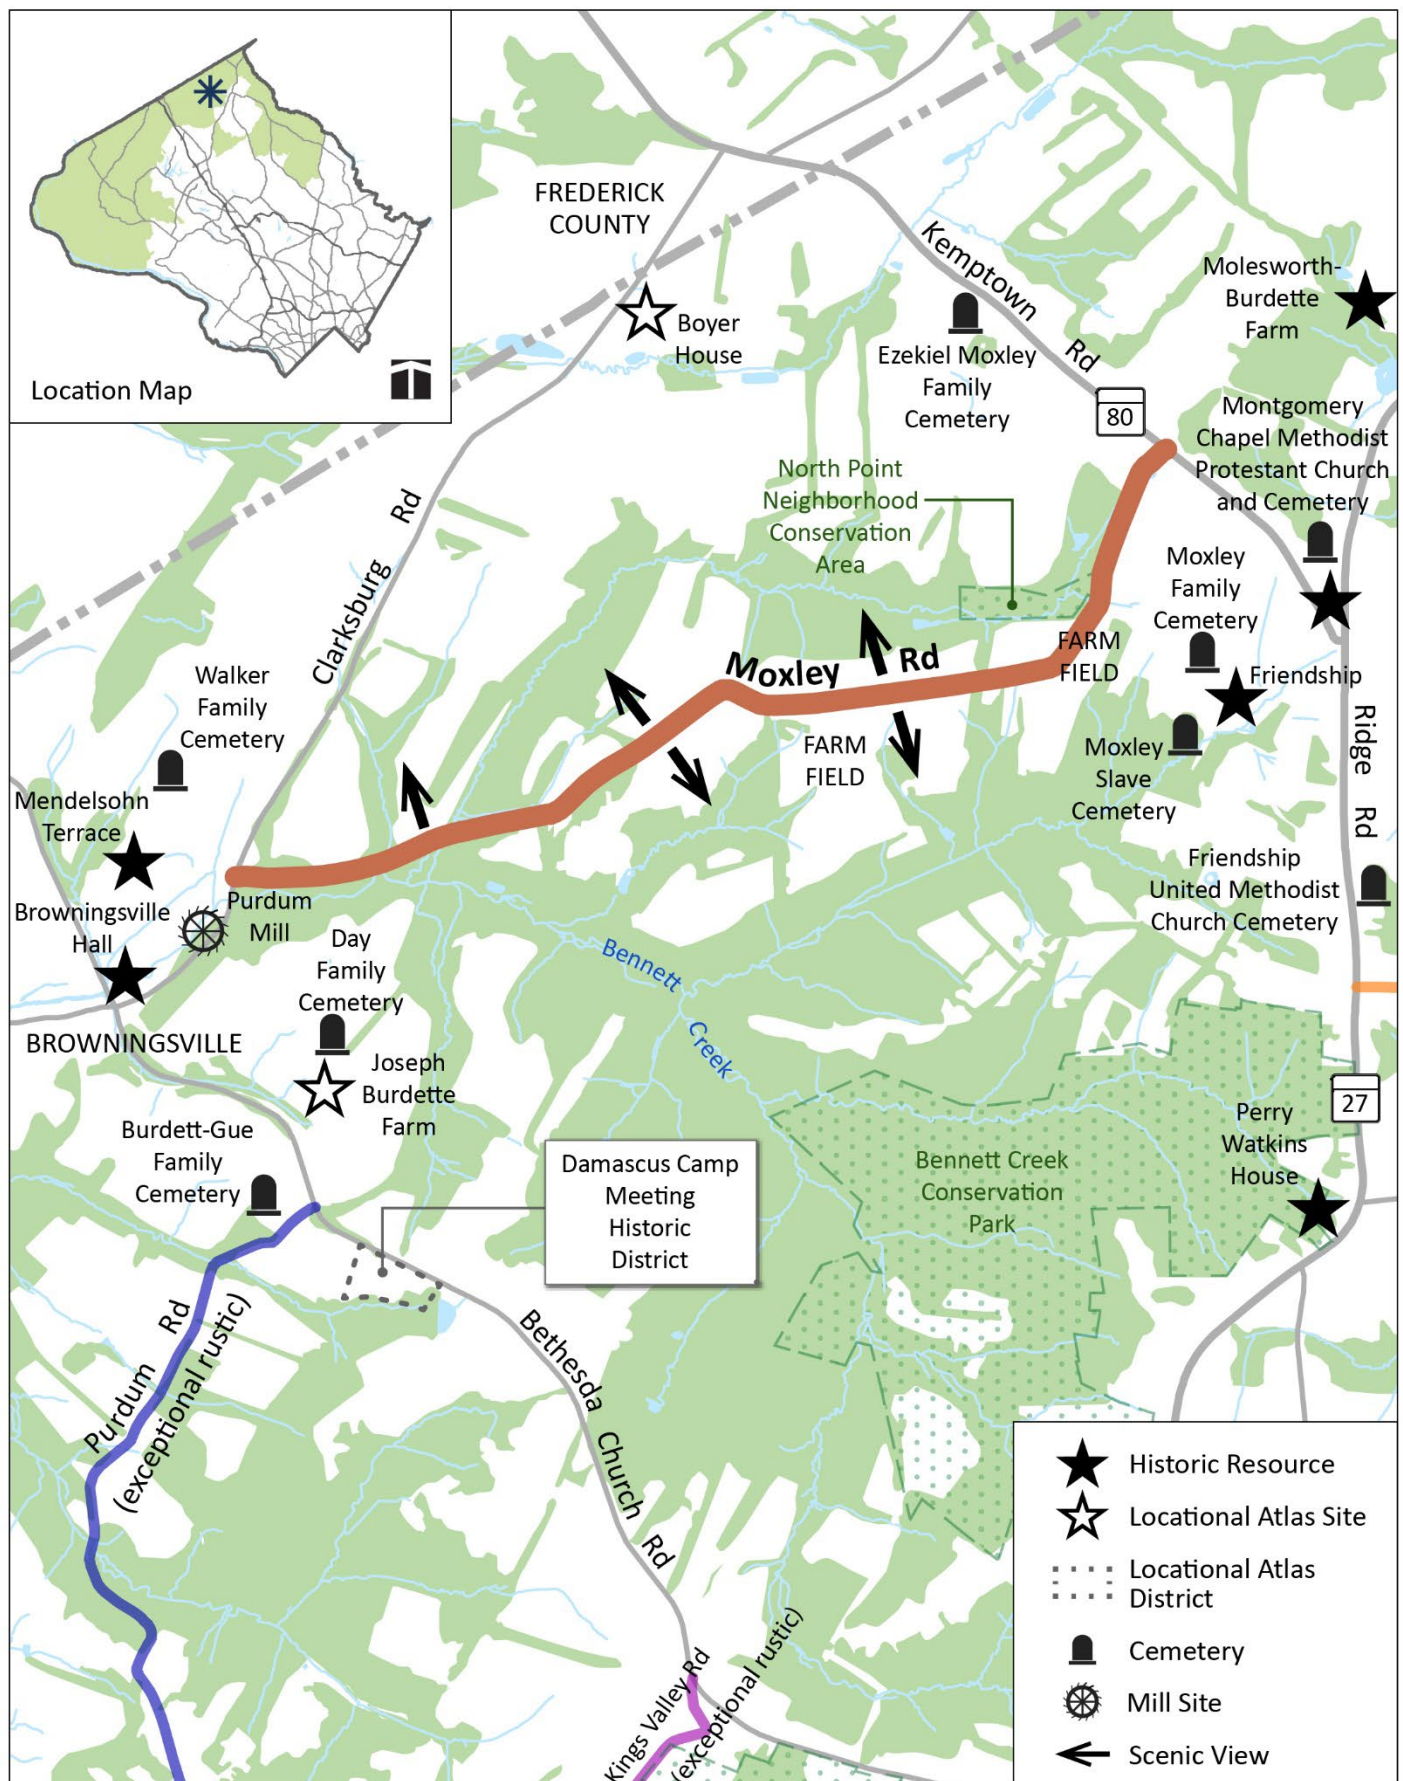 Location Map
FREDERICK
COUNTY
Boyer
House
Kemptown
Rd
80
Ezekiel Moxley
Family
Cemetery
Molesworth-
Burdette
Farm
Montgomery
Chapel Methodist
Protestant Church
and Cemetery
North Point
Neighborhood
Conservation
Area
Clarksburg
Rd
Moxley
Family
Cemetery
Friendship
Moxley
Slave
Cemetery
Moxley Rd
FARM
FIELD
FARM
FIELD
Ridge
Rd
Walker
Family
Cemetery
Mendelsohn
Terrace
Browningsville
Hall
Purdum
Mill
Friendship
United Methodist
Church Cemetery
Day
Family
Cemetery
Bennett
Creek
BROWNINGSVILLE
Joseph
Burdette
Farm
27
Perry
Watkins
House
Burdett-Gue
Family
Cemetery
Damascus Camp
Meeting
Historic
District
Bennett Creek
Conservation
Park
Purdum Rd
(exceptional rustic)
Bethesda
Church
Rd
Kings Valley Rd
(exceptional rustic)
Historic Resource
Locational Atlas Site
Locational Atlas
District
Cemetery
Mill Site
Scenic View